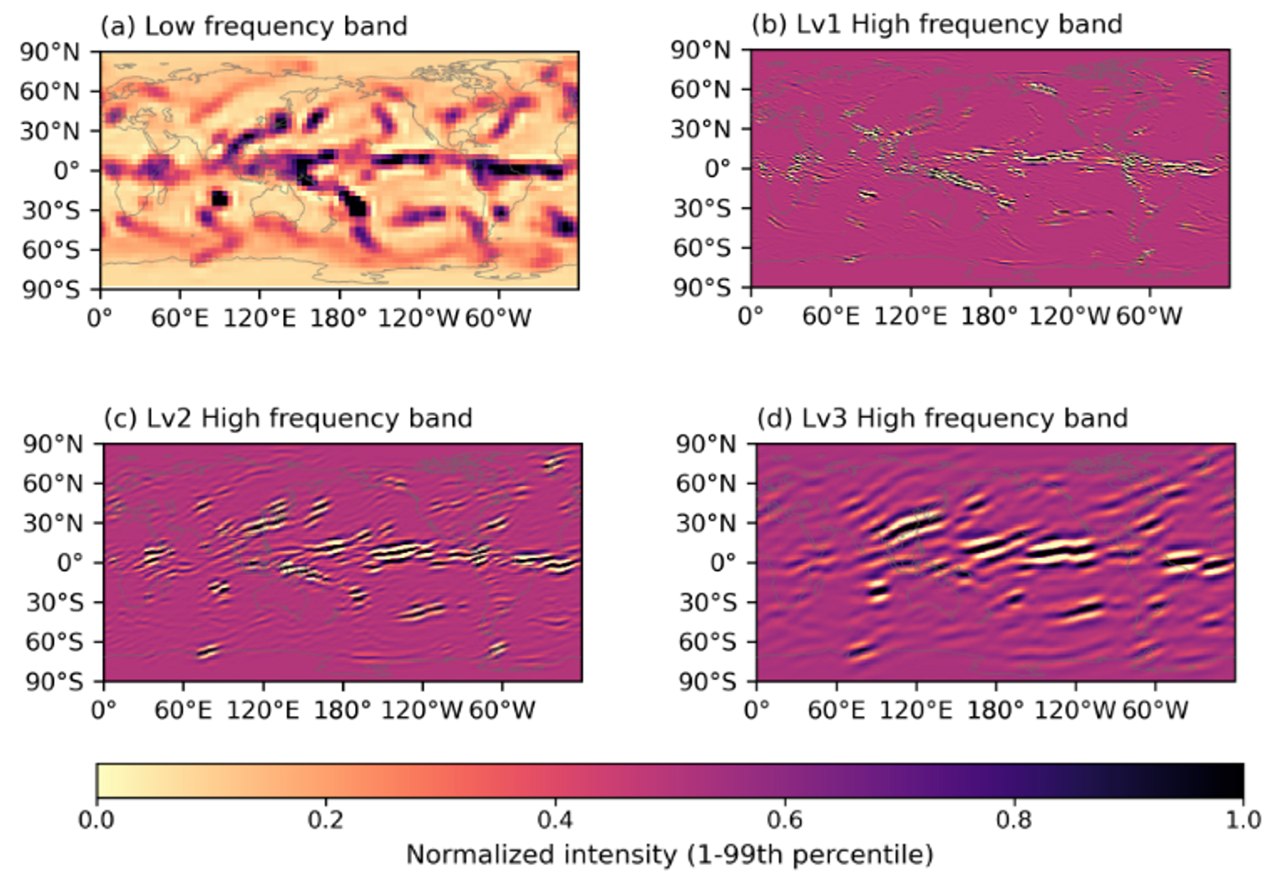 (a) Low frequency band
90°N
60°N
30°N
0°
30°S
60°S
90°S
0° 60°E 120°E 180° 120°W 60°W
(b) Lv1 High frequency band
90°N
60°N
30°N
0°
30°S
60°S
90°S
0° 60°E 120°E 180° 120°W 60°W
(c) Lv2 High frequency band
90°N
60°N
30°N
0°
30°S
60°S
90°S
0° 60°E 120°E 180° 120°W 60°W
(d) Lv3 High frequency band
90°N
60°N
30°N
0°
30°S
60°S
90°S
0° 60°E 120°E 180° 120°W 60°W
0.0 0.2 0.4 0.6 0.8 1.0
Normalized intensity (1-99th percentile)